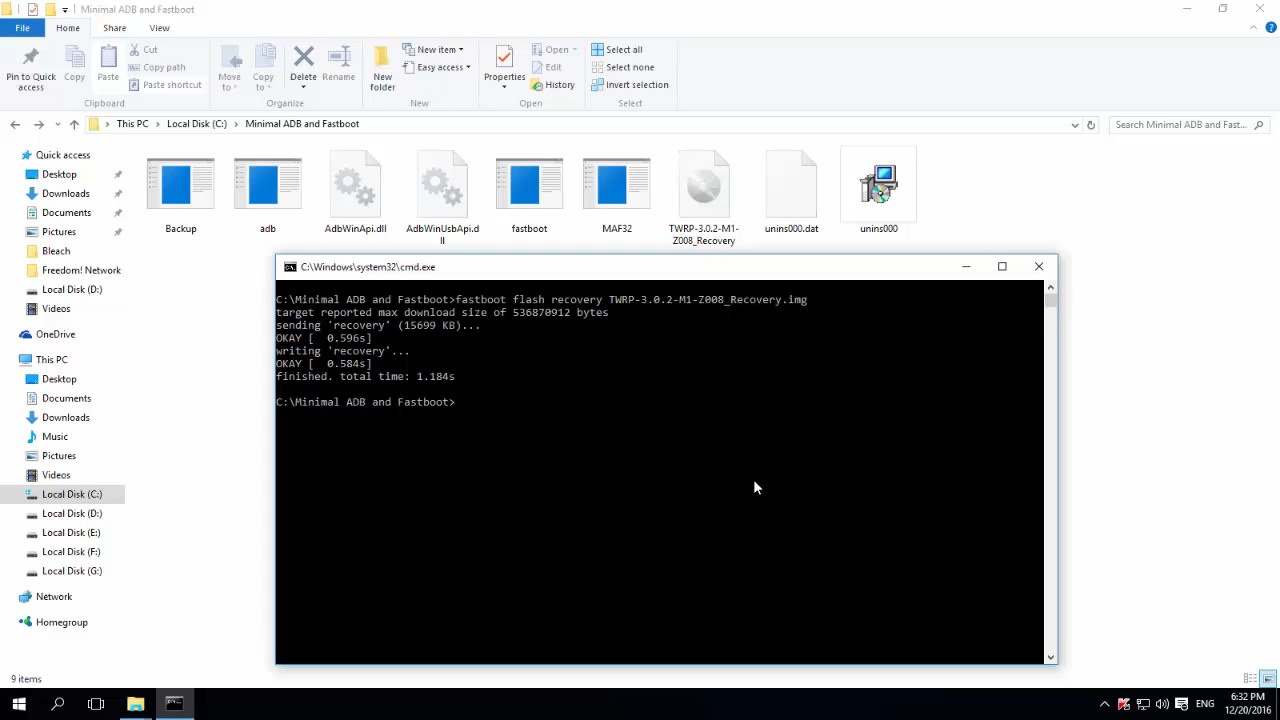 Minimal ADB and Fastboot
File
Home
Share
View
Pin to Quick
access
Copy
Paste
Cut
Copy path
Paste shortcut
Clipboard
Move
to
Copy
to
Delete
Rename
Organize
New
folder
New item
Easy access
New
Properties
Open
Edit
History
Open
Select all
Select none
Invert selection
Select
This PC
Local Disk (C:)
Minimal ADB and Fastboot
Search Minimal ADB and Fast...
Quick access
Desktop
Downloads
Documents
Pictures
Bleach
Freedom! Network
Local Disk (D:)
Videos
OneDrive
This PC
Desktop
Documents
Downloads
Music
Pictures
Videos
Local Disk (C:)
Local Disk (D:)
Local Disk (E:)
Local Disk (F:)
Local Disk (G:)
Network
Homegroup
Backup
adb
AdbWinApi.dll
AdbWinUsbApi.d
ll
fastboot
MAF32
TWRP-3.0.2-M1-
Z008_Recovery
unins000.dat
unins000
C:\Windows\system32\cmd.exe
C:\Minimal ADB and Fastboot>fastboot flash recovery TWRP-3.0.2-M1-Z008_Recovery.img
target reported max download size of 536870912 bytes
sending 'recovery' (15699 KB)...
OKAY [  0.596s]
writing 'recovery'...
OKAY [  0.584s]
finished. total time: 1.184s
C:\Minimal ADB and Fastboot>
9 items
ENG
6:32 PM
12/20/2016